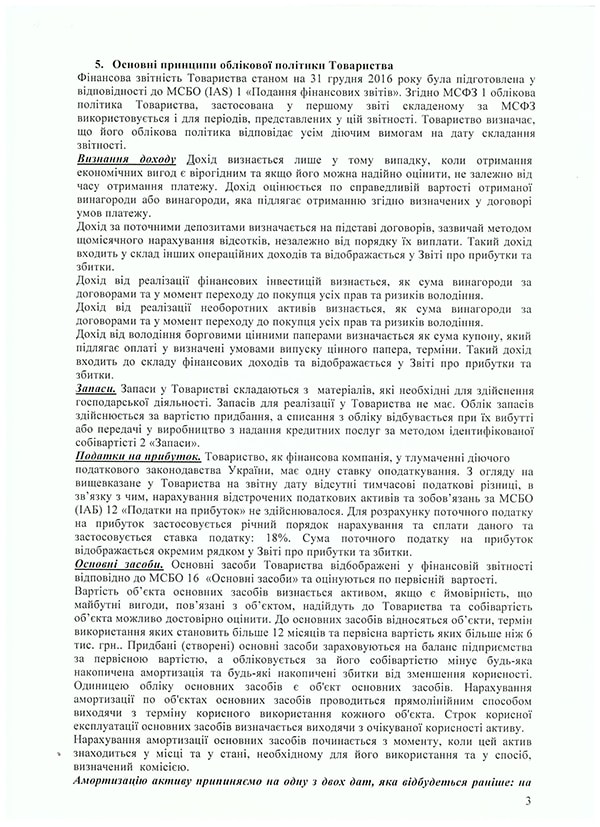 5. Основні принципи облікової політики Товариства
Фінансова звітність Товариства станом на 31 грудня 2016 року була підготовлена у
відповідності до МСБО (IAS) 1 «Подання фінансових звітів». Згідно МСФЗ 1 облікова
політика Товариства, застосована у першому звіті складеному за МСФЗ
використовується і для періодів, представлених у цій звітності. Товариство визначає,
що його облікова політика відповідає усім діючим вимогам на дату складання
звітності.
Визнання доходу Дохід визнається лише у тому випадку, коли отримання
економічних вигод є вірогідним та якщо його можна надійно оцінити, не залежно від
часу отримання платежу. Дохід оцінюється по справедливій вартості отриманої
винагороди або винагороди, яка підлягає отриманню згідно визначених у договорі
умов платежу.
Дохід за поточними депозитами визначається на підставі договорів, зазвичай методом
щомісячного нарахування відсотків, незалежно від порядку їх виплати. Такий дохід
входить у склад інших операційних доходів та відображається у Звіті про прибутки та
збитки.
Дохід від реалізації фінансових інвестицій визнається, як сума винагороди за
договорами та у момент переходу до покупця усіх прав та ризиків володіння.
Дохід від реалізації необоротних активів визнається, як сума винагороди за
договорами та у момент переходу до покупця усіх прав та ризиків володіння.
Дохід від володіння борговими цінними паперами визначається як сума купону, який
підлягає оплаті у визначені умовами випуску цінного папера, терміни. Такий дохід
входить до складу фінансових доходів та відображається у Звіті про прибутки та
збитки.
Запаси. Запаси у Товаристві складаються з матеріалів, які необхідні для здійснення
господарської діяльності. Запасів для реалізації у Товариства не має. Облік запасів
здійснюється за вартістю придбання, а списання з обліку відбувається при їх вибутті
або передачі у виробництво з надання кредитних послуг за методом ідентифікованої
собівартості 2 «Запаси».
Податки на прибуток. Товариство, як фінансова компанія, у тлумаченні діючого
податкового законодавства України, має одну ставку оподаткування. З огляду на
вищевказане у Товариства на звітну дату відсутні тимчасові податкові різниці, в
зв’язку з чим, нарахування відстрочених податкових активів та зобов’язань за МСБО
(ІАБ) 12 «Податки на прибуток» не здійснювалося. Для розрахунку поточного податку
на прибуток застосовується річний порядок нарахування та сплати даного та
застосовується ставка податку: 18%. Сума поточного податку на прибуток
відображається окремим рядком у Звіті про прибутки та збитки.
Основні засоби. Основні засоби Товариства відбображені у фінансовій звітності
відповідно до МСБО 16 «Основні засоби» та оцінюються по первісній вартості.
Вартість об’єкта основних засобів визнається активом, якщо є ймовірність, що
майбутні вигоди, пов’язані з об’єктом, надійдуть до Товариства та собівартість
об’єкта можливо достовірно оцінити. До основних засобів відносяться об’єкти, термін
використання яких становить більше 12 місяців та первісна вартість яких більше ніж 6
тис. грн.. Придбані (створені) основні засоби зараховуються на баланс підприємства
за первісною вартістю, а обліковується за його собівартістю мінус будь-яка
накопичена амортизація та будь-які накопичені збитки від зменшення корисності.
Одиницею обліку основних засобів є об'єкт основних засобів. Нарахування
амортизації по об'єктах основних засобів проводиться прямолінійним способом
виходячи з терміну корисного використання кожного об'єкта. Строк корисної
експлуатації основних засобів визначається виходячи з очікуваної корисності активу.
Нарахування амортизації основних засобів починається з моменту, коли цей актив
знаходиться у місці та у стані, необхідному для його використання та у спосіб,
визначений комісією.
Амортизацію активу припиняємо на одну з двох дат, яка відбудеться раніше: на
3